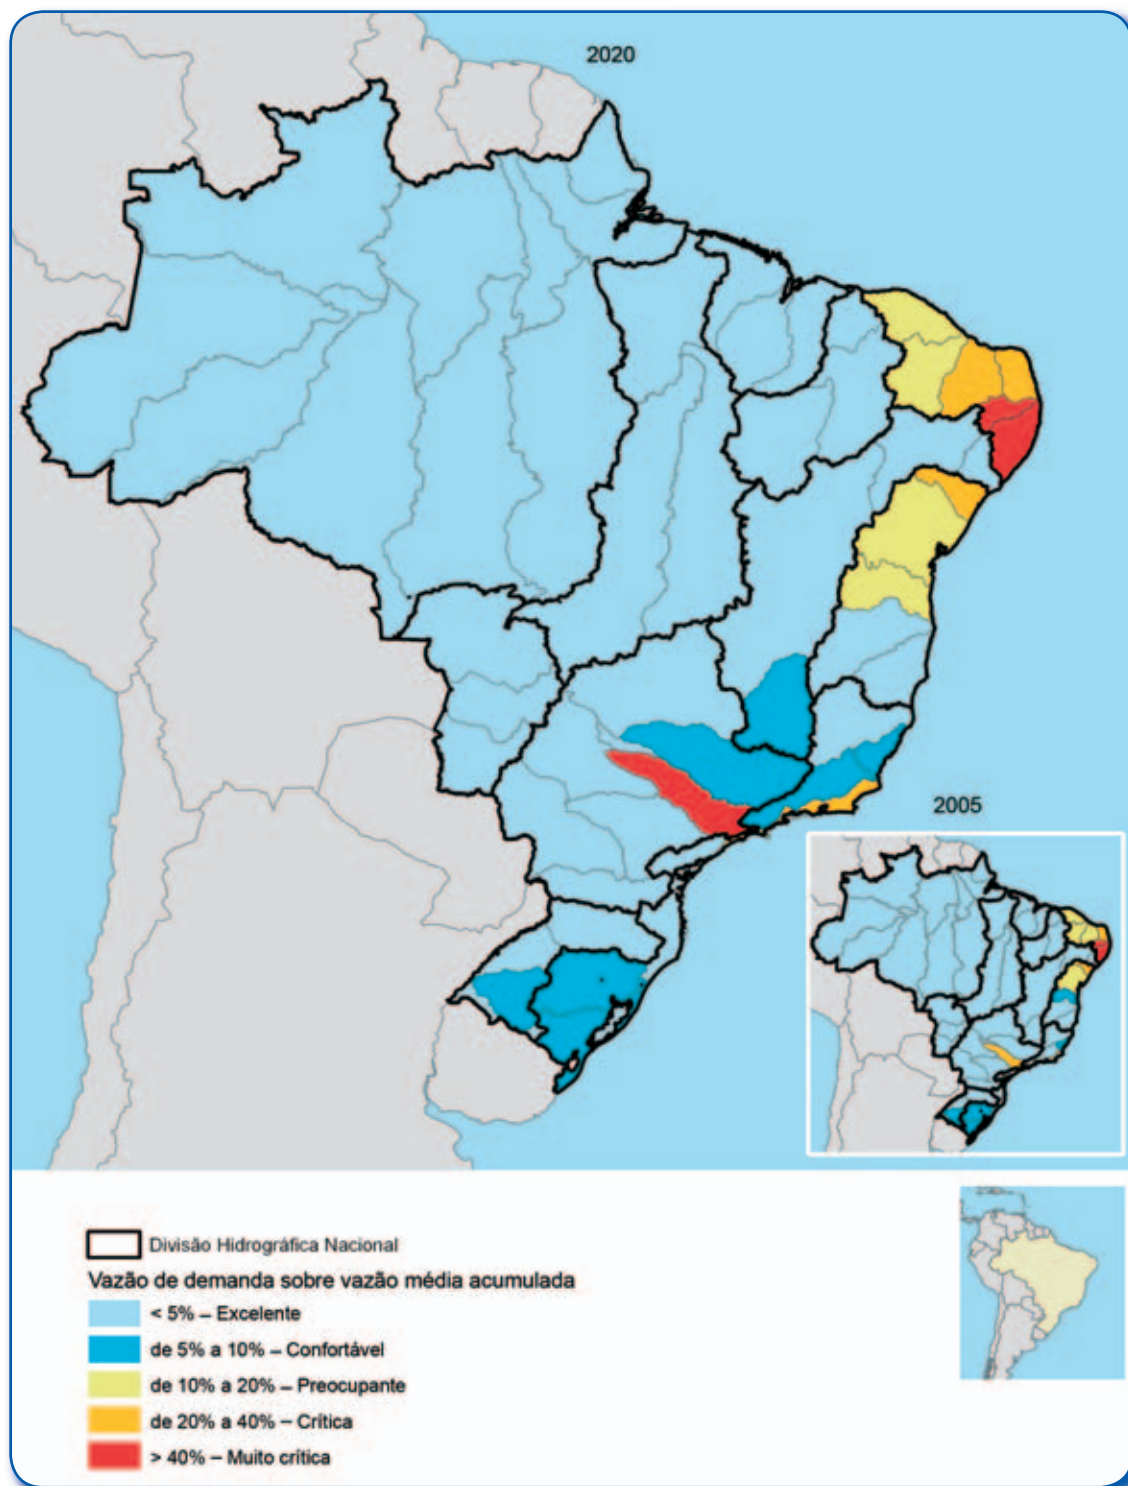 2020
2005
Divisão Hidrográfica Nacional
Vazão de demanda sobre vazão média acumulada
< 5% – Excelente
de 5% a 10% – Confortável
de 10% a 20% – Preocupante
de 20% a 40% – Crítica
> 40% – Muito crítica